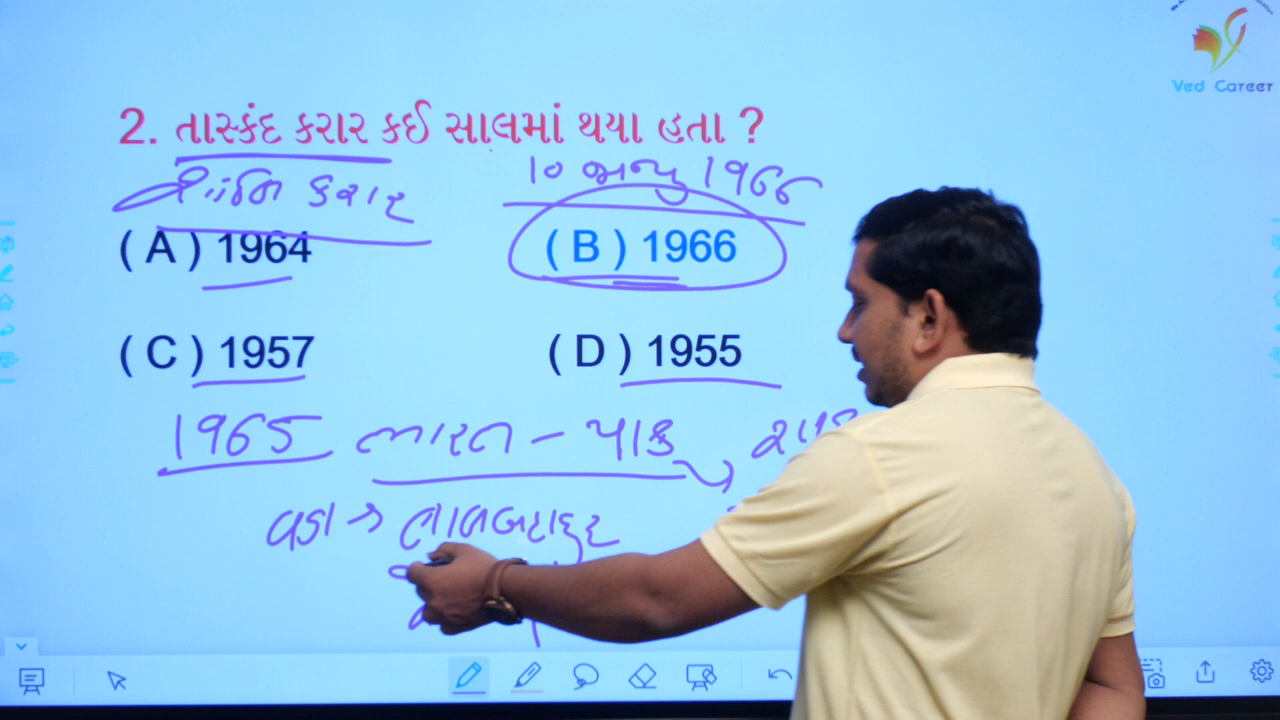 Ved Career
2. તાસ્કંદ કરાર કઈ સાલમાં થયા હતા ?
શાંતિ કરાર
10 જાન્યુ 1966
( A ) 1964
( B ) 1966
( C ) 1957
( D ) 1955
1965 ભારત - પાક
વડા → લાલબહાદુર